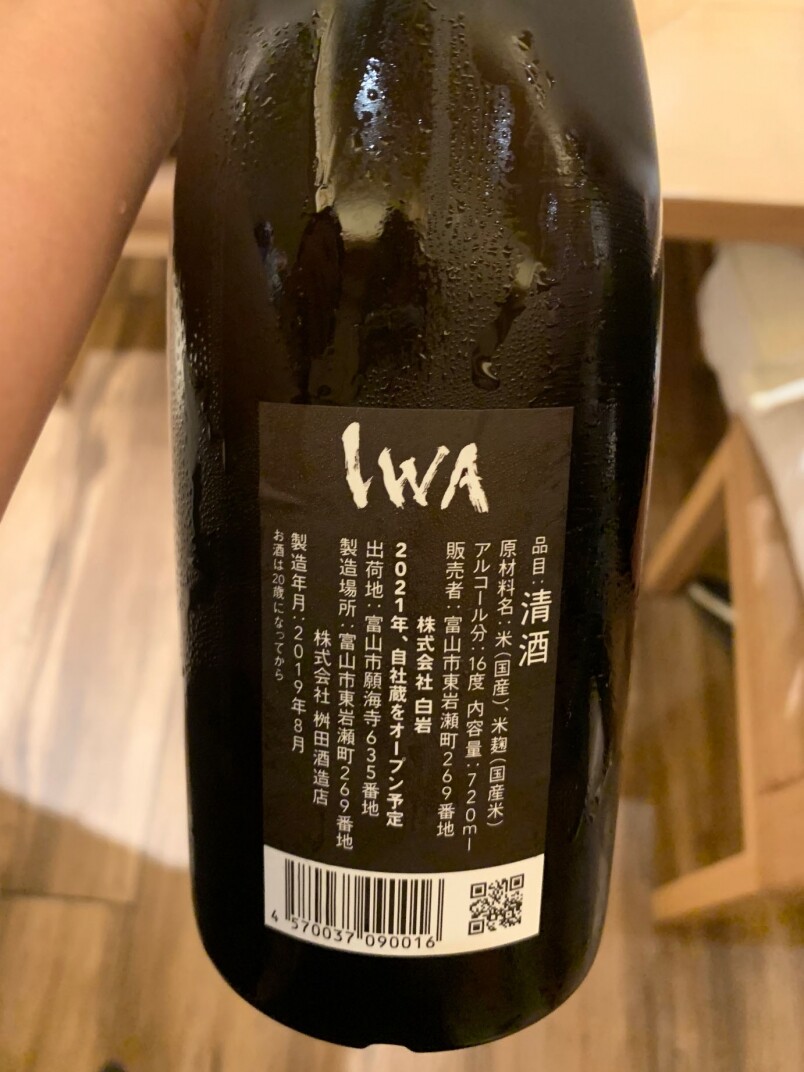 IWA
品目：清酒
原材料名：米（国産）、米麹（国産米）
アルコール分：16度 内容量：720ml
販売者：富山市東岩瀬町269番地
株式会社 白岩
2021年、自社蔵をオープン予定
出荷地：富山市願海寺635番地
製造場所：富山市東岩瀬町269番地
株式会社 桝田酒造店
製造年月：2019年8月
お酒は20歳になってから
4 570037 090016